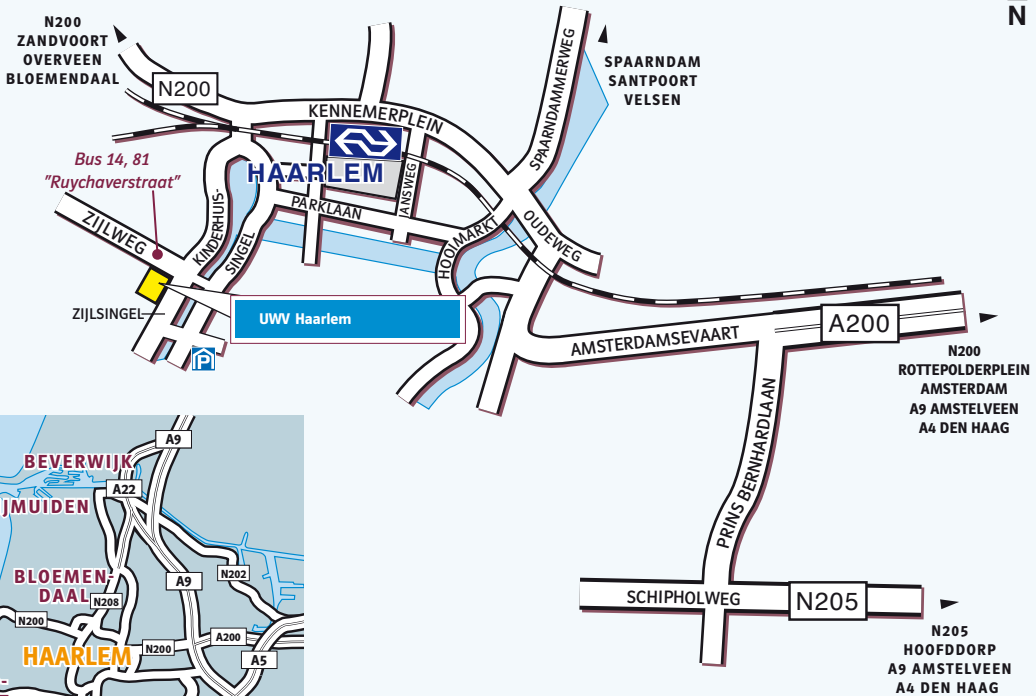 N
N200
ZANDVOORT
OVERVEEN
BLOEMENDAAL
SPAARNDAM
SANTPOORT
VELSEN
N200
KENNEMERPLEIN
SPAARNDAMMERWEG
Bus 14, 81
"Ruychaverstraat"
HAARLEM
JANSWEG
PARKLAAN
ZIJLWEG
KINDERHUIS-
SINGEL
HOOIMARKT
OUDEWEG
ZIJLSINGEL
UWV Haarlem
P
AMSTERDAMSEVAART
A200
N200
ROTTEPOLDERPLEIN
AMSTERDAM
A9 AMSTELVEEN
A4 DEN HAAG
PRINS BERNHARDLAAN
SCHIPHOLWEG
N205
N205
HOOFDDORP
A9 AMSTELVEEN
A4 DEN HAAG
A9
BEVERWIJK
A22
IJMUIDEN
BLOEMEN-
DAAL
N208
A9
N202
N200
N200
A200
HAARLEM
A5
-